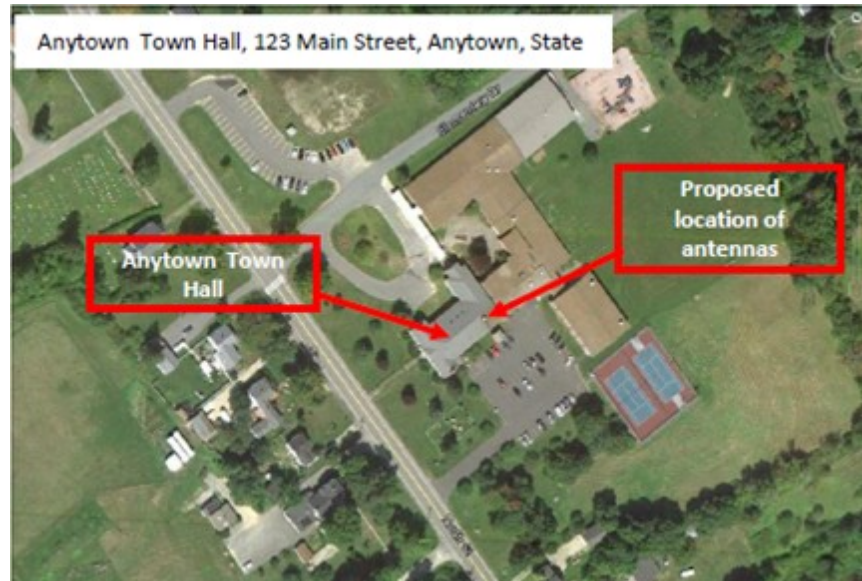 Anytown Town Hall, 123 Main Street, Anytown, State
Proposed
location of
antennas
Anytown Town
Hall